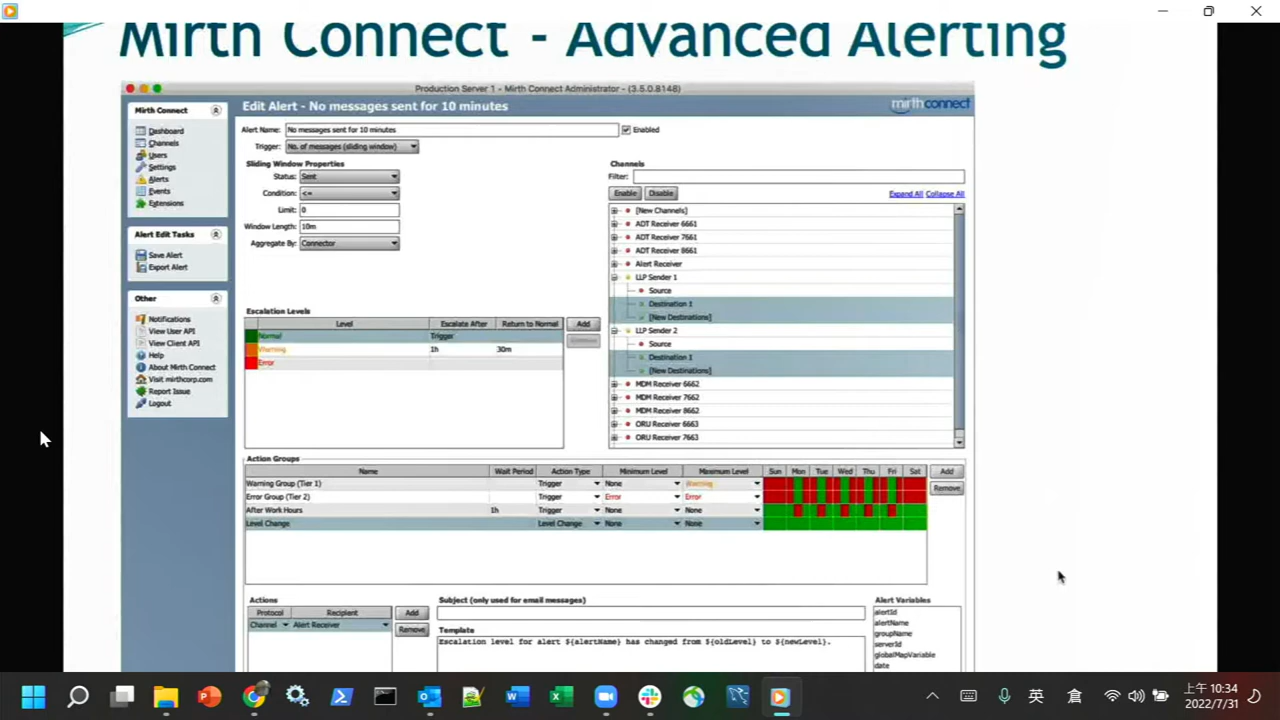 Mirth Connect - Advanced Alerting
Production Server 1 - Mirth Connect Administrator - (3.5.0.8148)
Mirth Connect
Dashboard
Channels
Users
Settings
Alerts
Events
Extensions
Alert Edit Tasks
Save Alert
Export Alert
Other
Notifications
View User API
View Client API
Help
About Mirth Connect
Visit mirthcorp.com
Report Issue
Logout
Edit Alert - No messages sent for 10 minutes
mirthconnect
Alert Name: No messages sent for 10 minutes Enabled
Trigger: No. of messages (sliding window)
Sliding Window Properties
Status: Sent
Condition: <=
Limit: 0
Window Length: 10m
Aggregate By: Connector
Channels
Filter:
Enable Disable Expand All Collapse All
[New Channels]
ADT Receiver 6661
ADT Receiver 7661
ADT Receiver 8661
Alert Receiver
LLP Sender 1
Source
Destination 1
[New Destinations]
LLP Sender 2
Source
Destination 1
[New Destinations]
MDM Receiver 6662
MDM Receiver 7662
MDM Receiver 8662
ORU Receiver 6663
ORU Receiver 7663
Escalation Levels
Level Escalate After Return to Normal Add
Normal Trigger
Warning 1h 30m
Error
Action Groups
Name Wait Period Action Type Minimum Level Maximum Level Sun Mon Tue Wed Thu Fri Sat Add
Warning Group (Tier 1) Trigger None Warning Remove
Error Group (Tier 2) Trigger Error Error
After Work Hours 1h Trigger None None
Level Change Level Change None None
Actions
Protocol Recipient Add
Channel Alert Receiver Remove
Subject (only used for email messages)
Template
Escalation level for alert ${alertName} has changed from ${oldLevel} to ${newLevel}.
Alert Variables
alertId
alertName
groupName
serverId
globalMapVariable
date
英
上午 10:34
2022/7/31